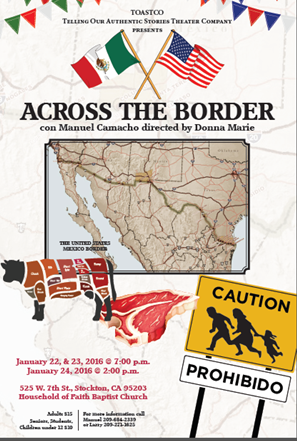 TOASTCO
TELLING OUR AUTHENTIC STORIES THEATER COMPANY
PRESENTS
ACROSS THE BORDER
con Manuel Camacho directed by Donna Marie
THE UNITED STATES
MEXICO BORDER
CAUTION
PROHIBIDO
January 22, & 23, 2016 @ 7:00 p.m.
January 24, 2016 @ 2:00 p.m.
525 W. 7th St., Stockton, CA 95203
Household of Faith Baptist Church
Adults $15
Seniors, Students,
Children under 12 $10
For more information call
Manuel
or Larry